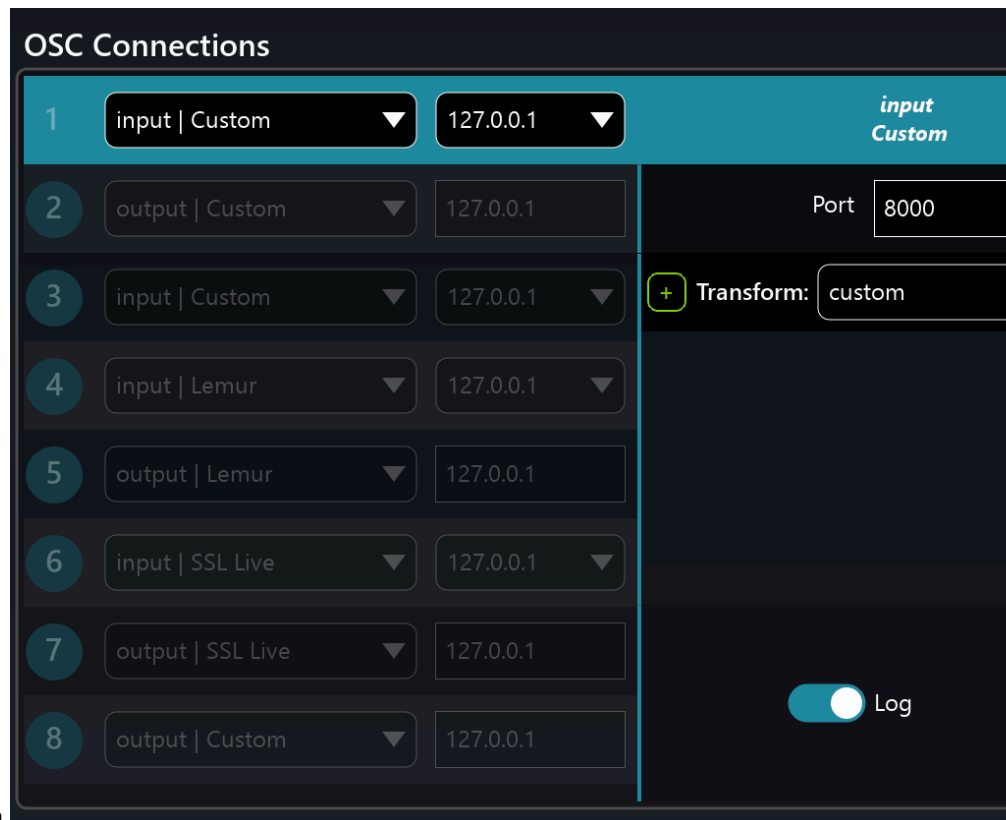 OSC Connections
1 input | Custom 127.0.0.1
input
Custom
2 output | Custom 127.0.0.1
Port 8000
3 input | Custom 127.0.0.1
+ Transform: custom
4 input | Lemur 127.0.0.1
5 output | Lemur 127.0.0.1
6 input | SSL Live 127.0.0.1
7 output | SSL Live 127.0.0.1
Log
8 output | Custom 127.0.0.1